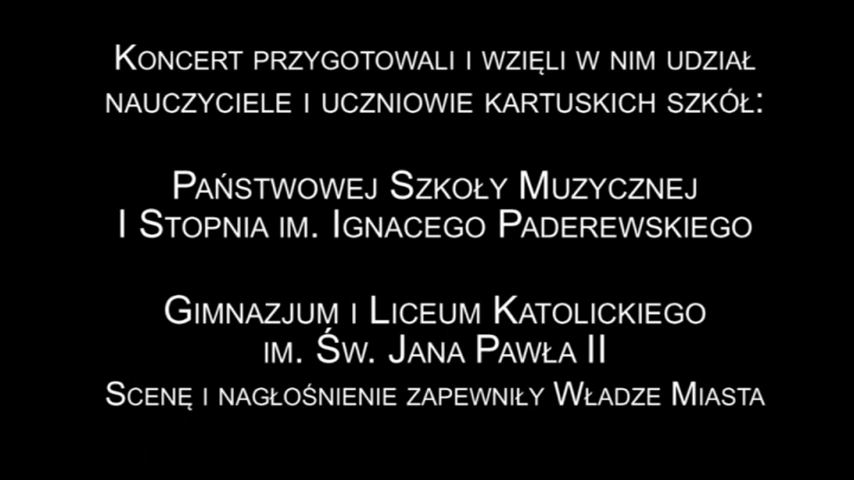 Koncert przygotowali i wzięli w nim udział
nauczyciele i uczniowie kartuskich szkół:
Państwowej Szkoły Muzycznej
I Stopnia im. Ignacego Paderewskiego
Gimnazjum i Liceum Katolickiego
im. Św. Jana Pawła II
Scenę i nagłośnienie zapewniły Władze Miasta